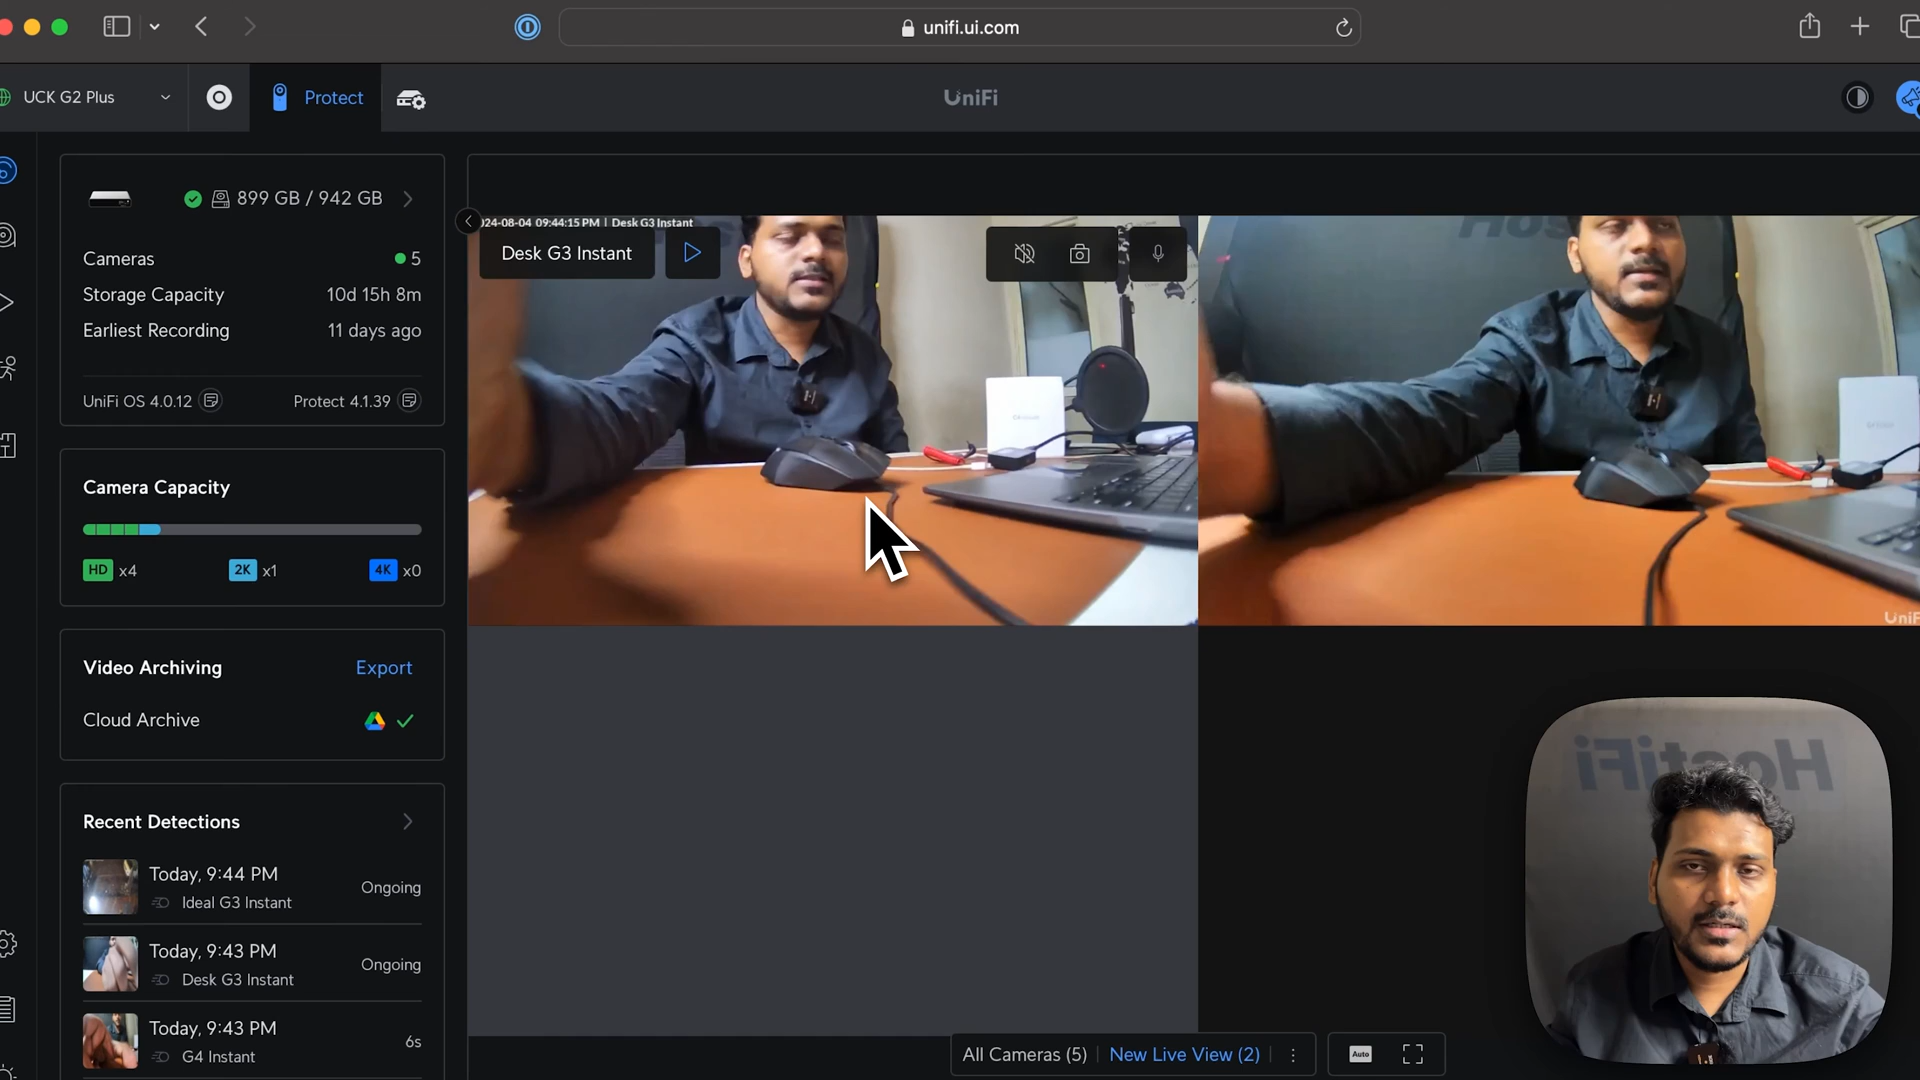 unifi.ui.com
UCK G2 Plus
Protect
UniFi
899 GB / 942 GB
Cameras
5
Storage Capacity
10d 15h 8m
Earliest Recording
11 days ago
UniFi OS 4.0.12
Protect 4.1.39
Camera Capacity
HD x4
2K x1
4K x0
Video Archiving
Export
Cloud Archive
Recent Detections
Today, 9:44 PM
Ideal G3 Instant
Ongoing
Today, 9:43 PM
Desk G3 Instant
Ongoing
Today, 9:43 PM
G4 Instant
6s
24-08-04 09:44:15 PM | Desk G3 Instant
Desk G3 Instant
UniF
HostiFi
All Cameras (5)
New Live View (2)
Auto